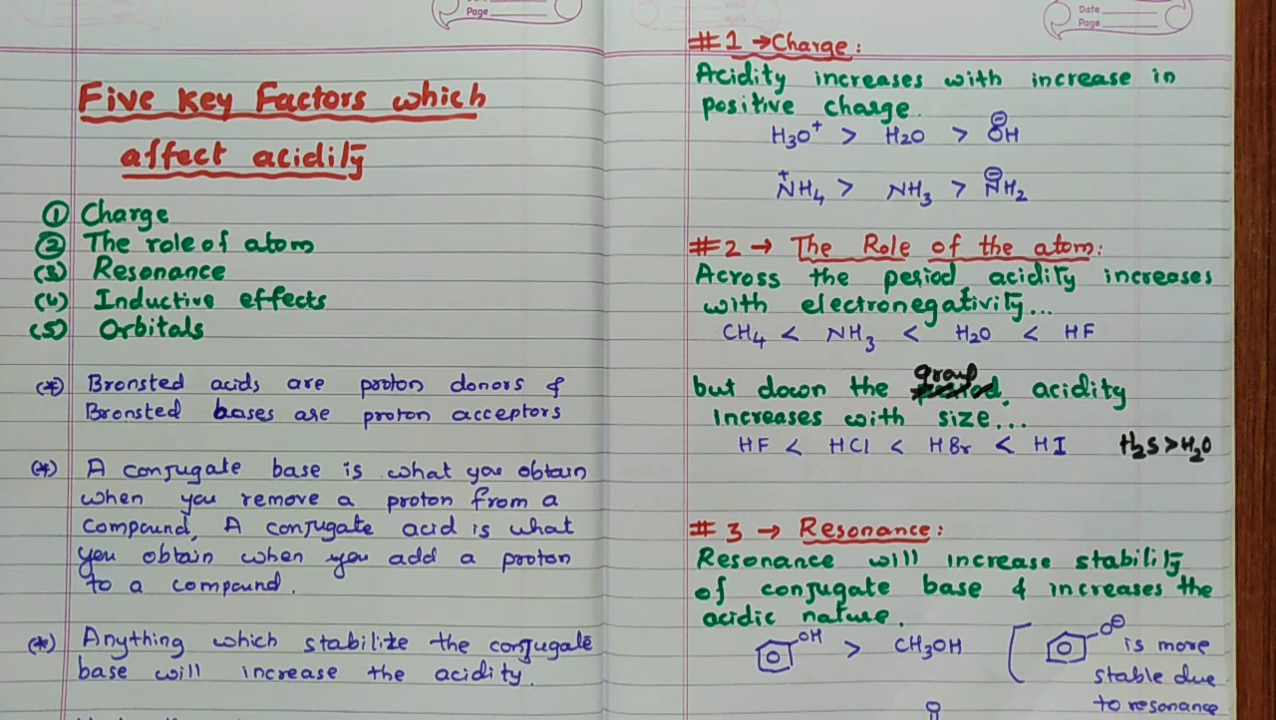 Page
Five Key Factors which
affect acidity
① Charge
② The role of atom
(3) Resonance
(4) Inductive effects
(5) Orbitals
(*) Bronsted acids are proton donors &
Bronsted bases are proton acceptors
(*) A conjugate base is what you obtain
when you remove a proton from a
compound, A conjugate acid is what
you obtain when you add a proton
to a compound.
(*) Anything which stabilize the conjugate
base will increase the acidity.
Date
Page
#1 → Charge:
Acidity increases with increase in
positive charge.
H3O⁺ > H2O > ⊖OH
⁺NH4 > NH3 > ⊖NH2
#2 → The Role of the atom:
Across the period acidity increases
with electronegativity...
CH4 < NH3 < H2O < HF
but down the group, acidity
increases with size...
HF < HCl < HBr < HI H2S > H2O
#3 → Resonance:
Resonance will increase stability
of conjugate base & increases the
acidic nature.
OH > CH3OH [ O⊖ is more
stable due
to resonance